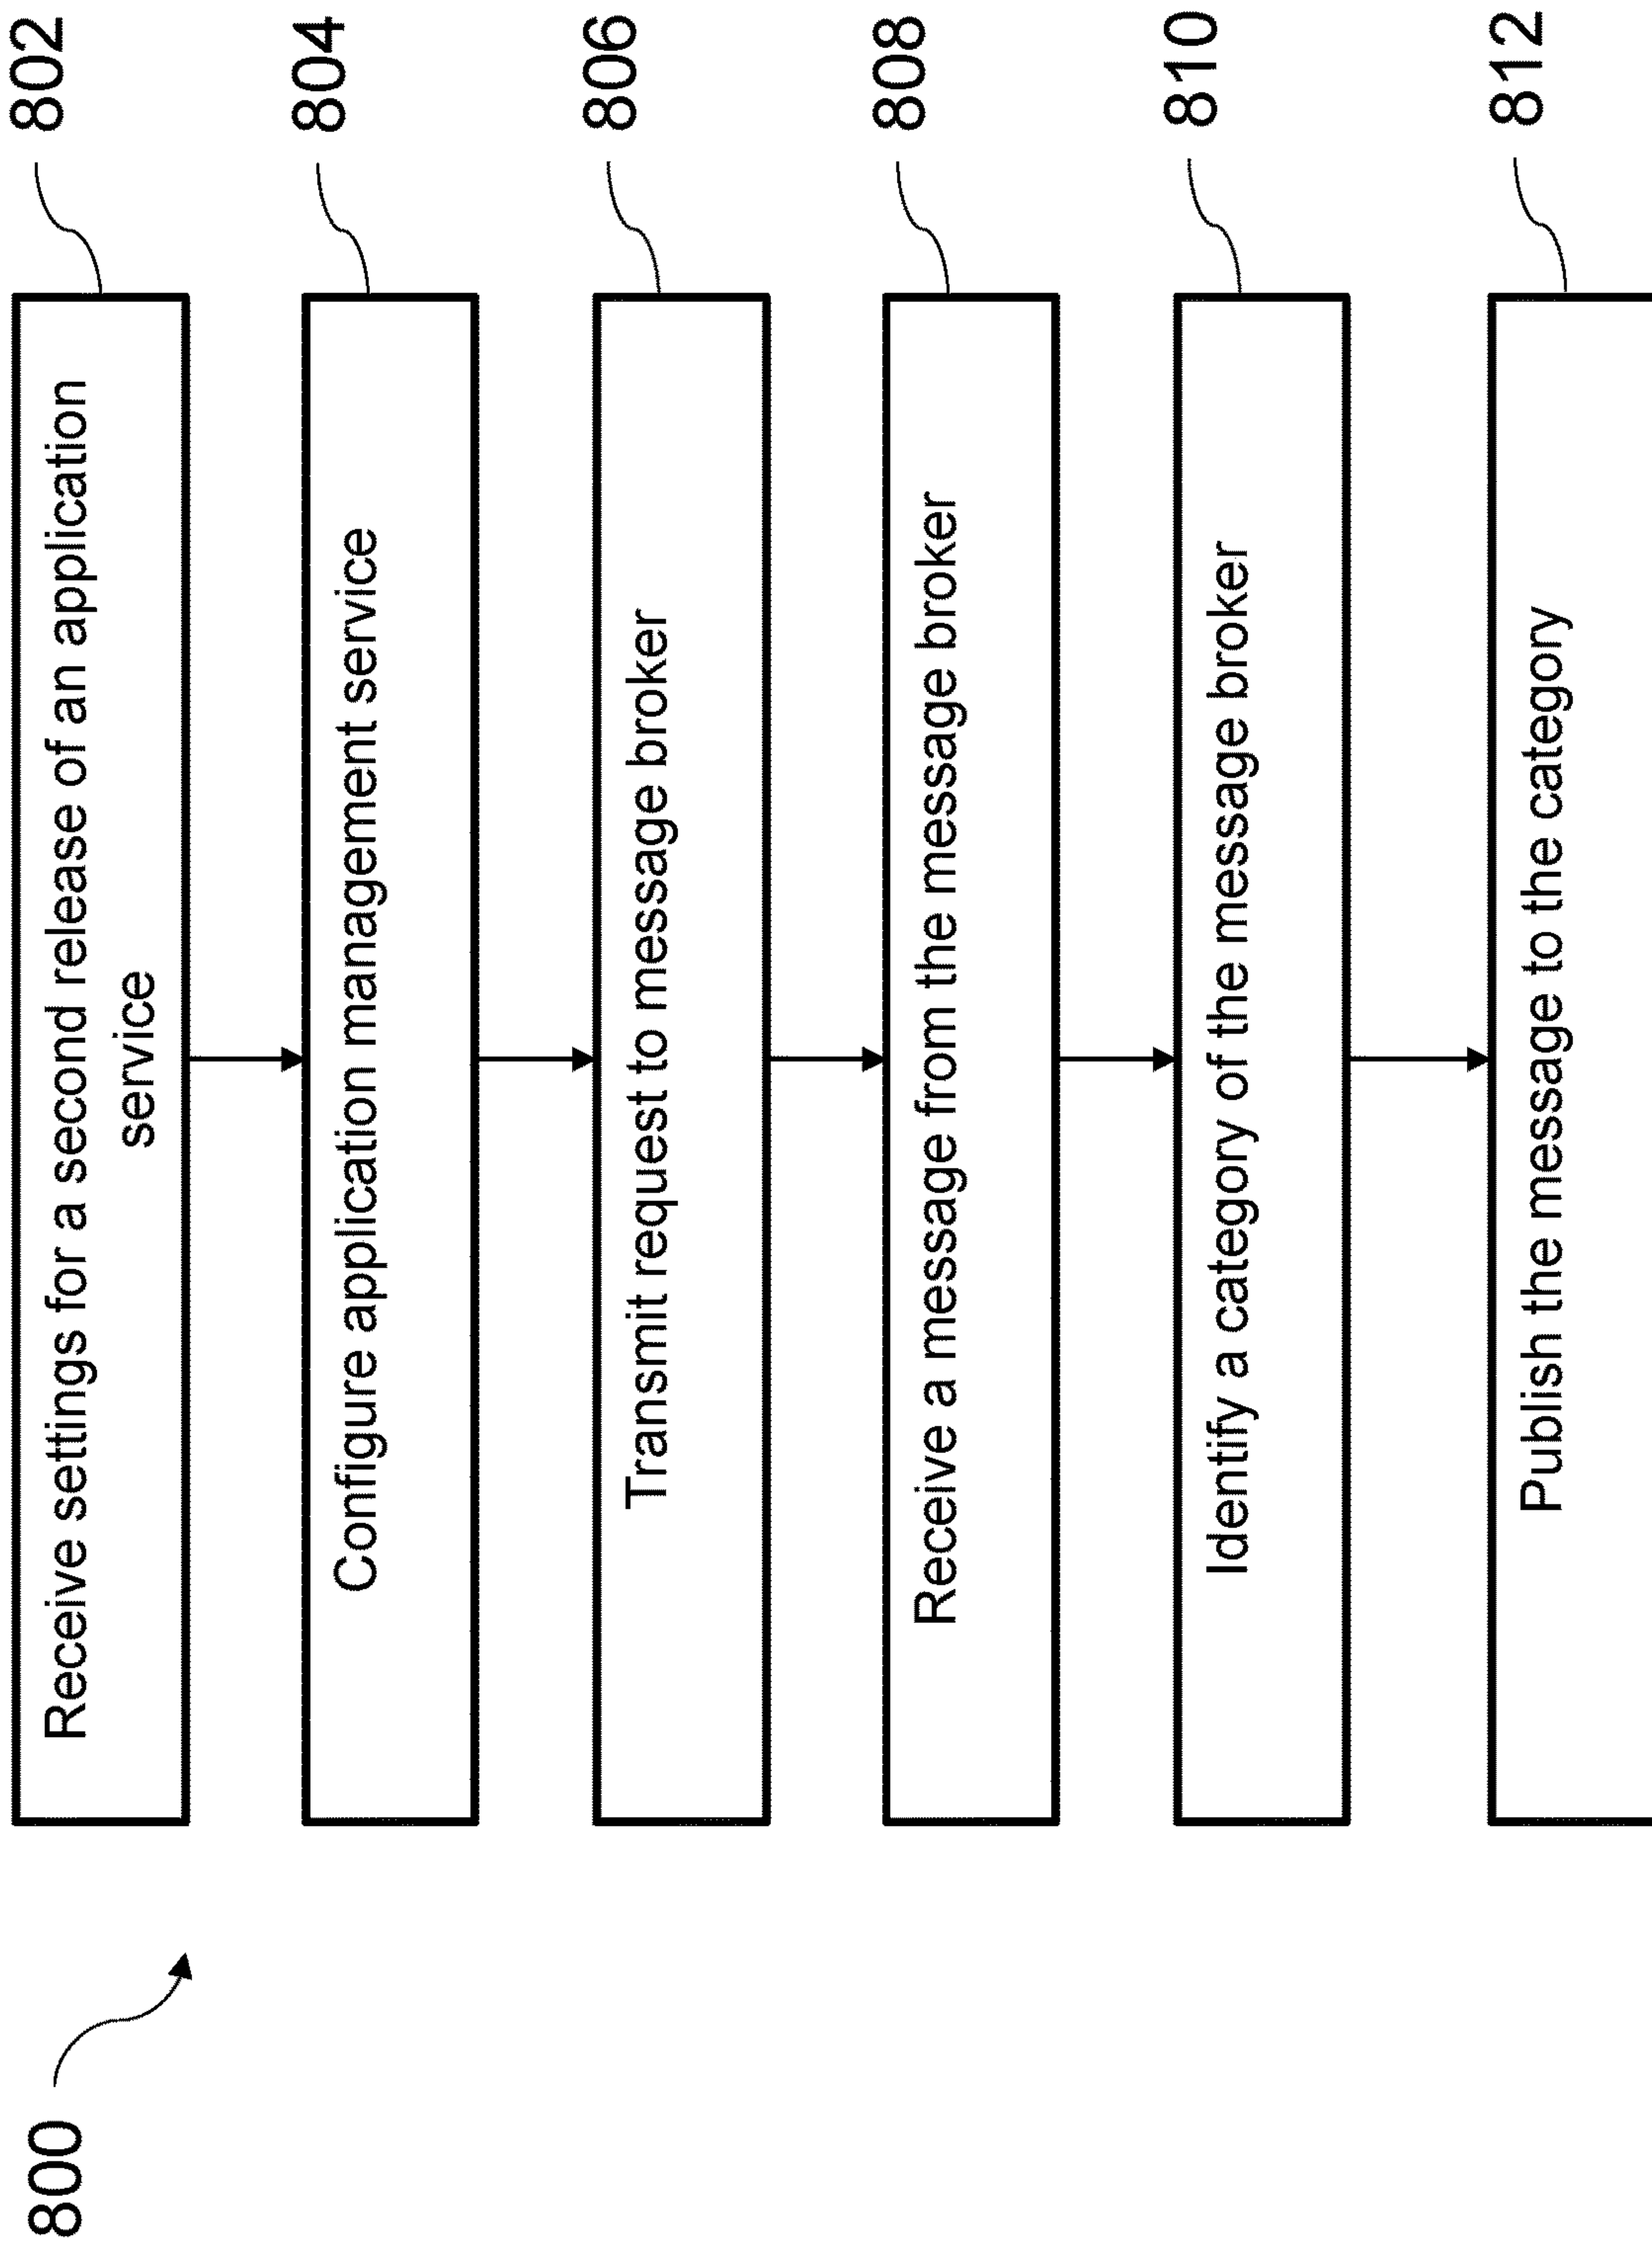 800
Receive settings for a second release of an application
service
802
Configure application management service
804
Transmit request to message broker
806
Receive a message from the message broker
808
Identify a category of the message broker
810
Publish the message to the category
812